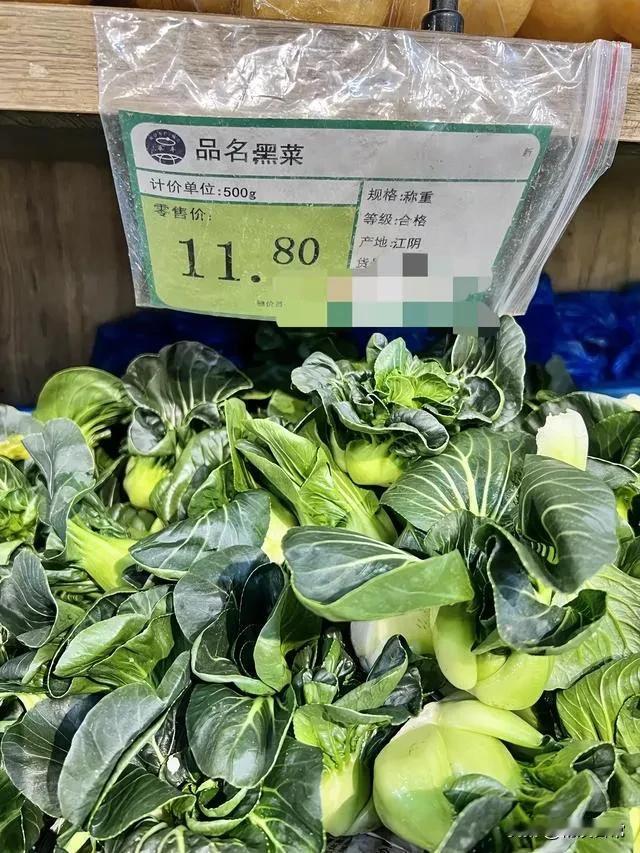 品名黑菜
计价单位:500g
零售价:
11.80
规格:称重
等级:合格
产地:江阴
货